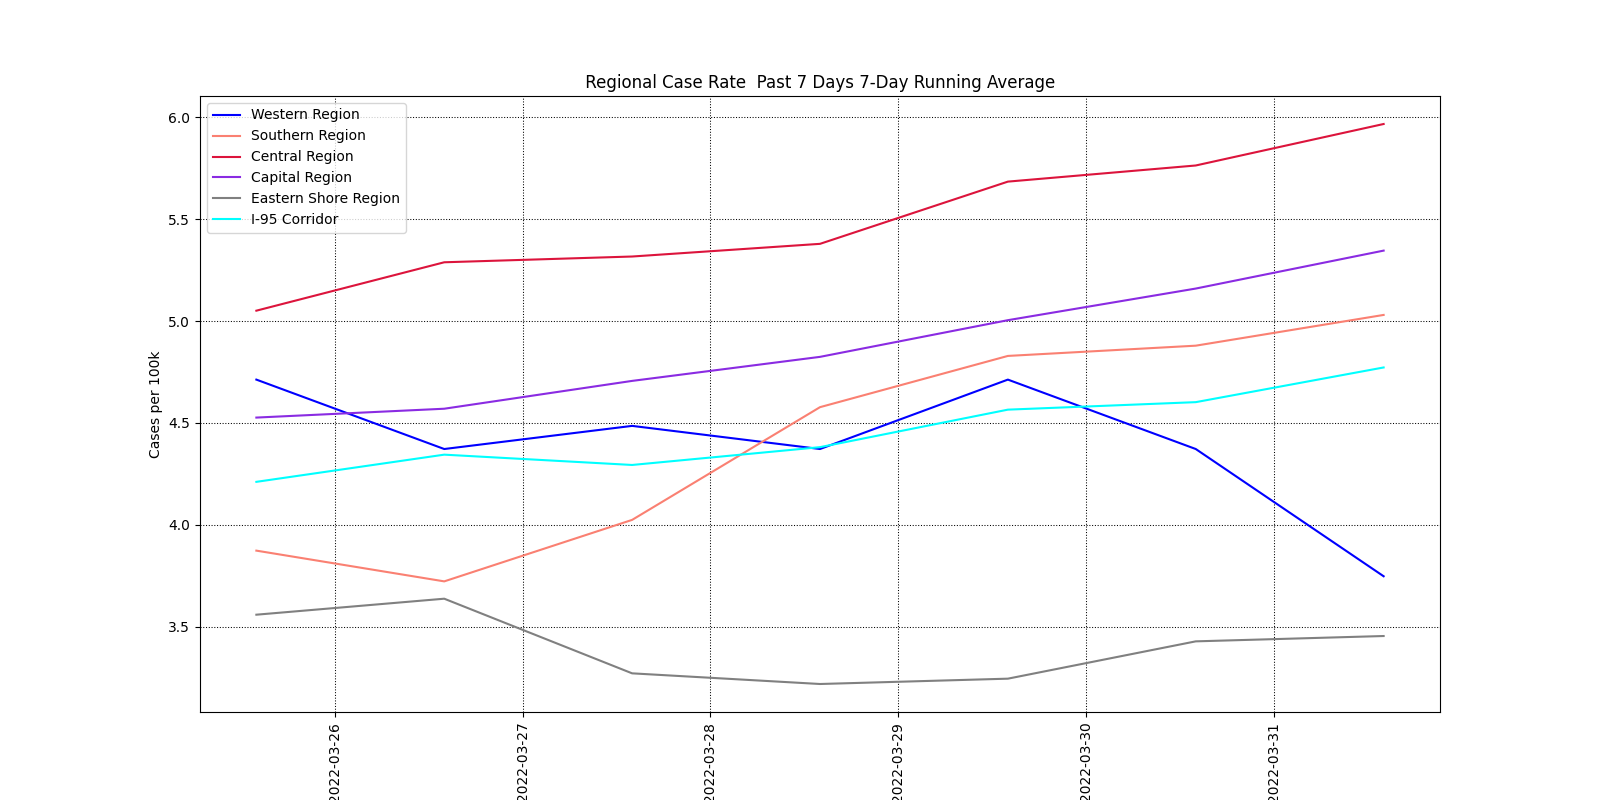 Regional Case Rate  Past 7 Days 7-Day Running Average
Western Region
Southern Region
Central Region
Capital Region
Eastern Shore Region
I-95 Corridor
Cases per 100k
6.0
5.5
5.0
4.5
4.0
3.5
2022-03-26
2022-03-27
2022-03-28
2022-03-29
2022-03-30
2022-03-31